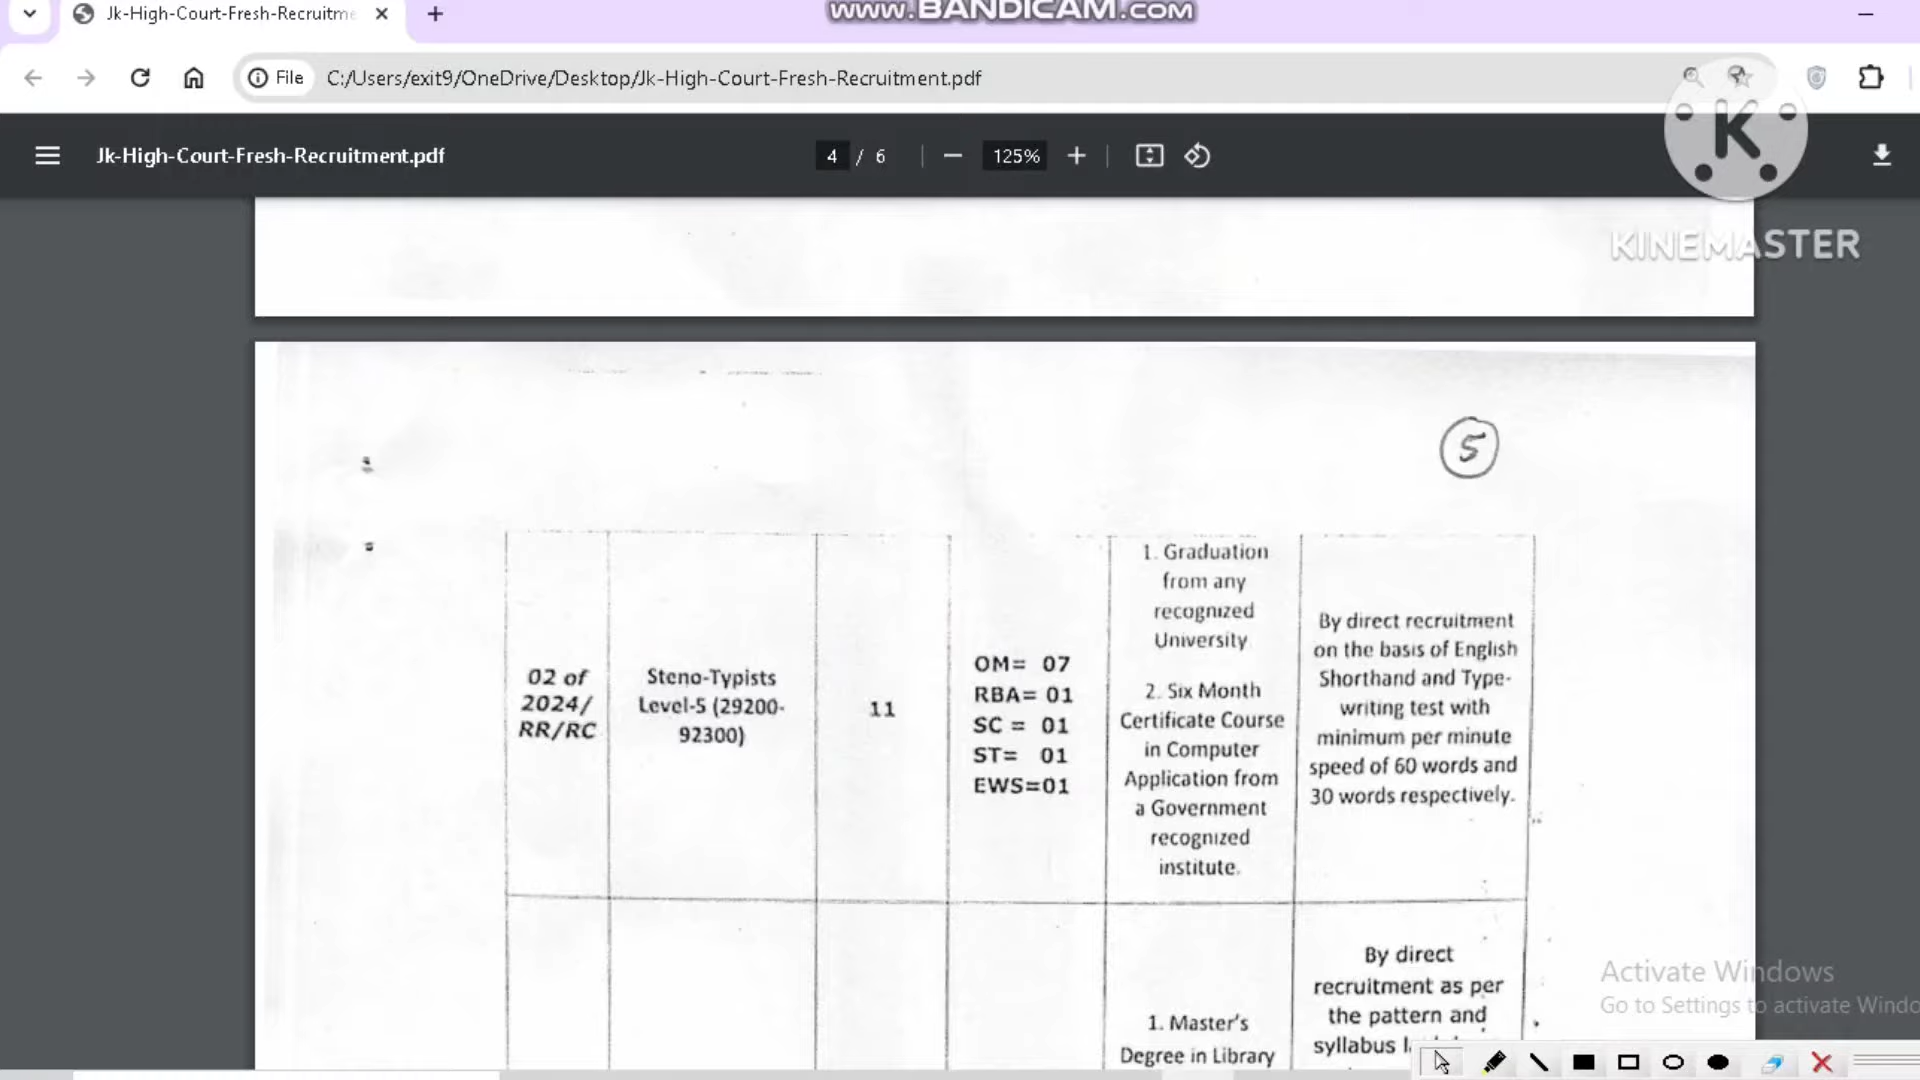 www.BANDICAM.com
Jk-High-Court-Fresh-Recruitme
File
C:/Users/exit9/OneDrive/Desktop/Jk-High-Court-Fresh-Recruitment.pdf
K
KINEMASTER
Jk-High-Court-Fresh-Recruitment.pdf
4 / 6
125%
5
02 of
2024/
RR/RC
Steno-Typists
Level-5 (29200-
92300)
11
OM= 07
RBA= 01
SC = 01
ST= 01
EWS=01
1. Graduation
from any
recognized
University
2. Six Month
Certificate Course
in Computer
Application from
a Government
recognized
institute.
By direct recruitment
on the basis of English
Shorthand and Type-
writing test with
minimum per minute
speed of 60 words and
30 words respectively.
1. Master's
Degree in Library
By direct
recruitment as per
the pattern and
syllabus
Activate Windows
Go to Settings to activate Windo